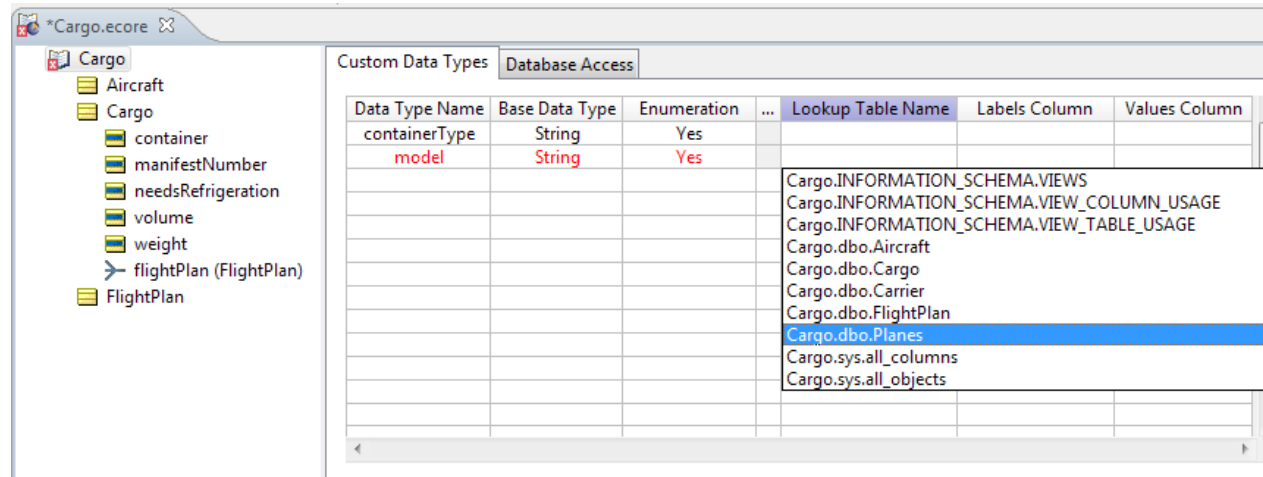 *Cargo.ecore
Cargo
Aircraft
Cargo
container
manifestNumber
needsRefrigeration
volume
weight
flightPlan (FlightPlan)
FlightPlan
Custom Data Types Database Access
Data Type Name Base Data Type Enumeration ... Lookup Table Name Labels Column Values Column
containerType String Yes
model String Yes
Cargo.INFORMATION_SCHEMA.VIEWS
Cargo.INFORMATION_SCHEMA.VIEW_COLUMN_USAGE
Cargo.INFORMATION_SCHEMA.VIEW_TABLE_USAGE
Cargo.dbo.Aircraft
Cargo.dbo.Cargo
Cargo.dbo.Carrier
Cargo.dbo.FlightPlan
Cargo.dbo.Planes
Cargo.sys.all_columns
Cargo.sys.all_objects